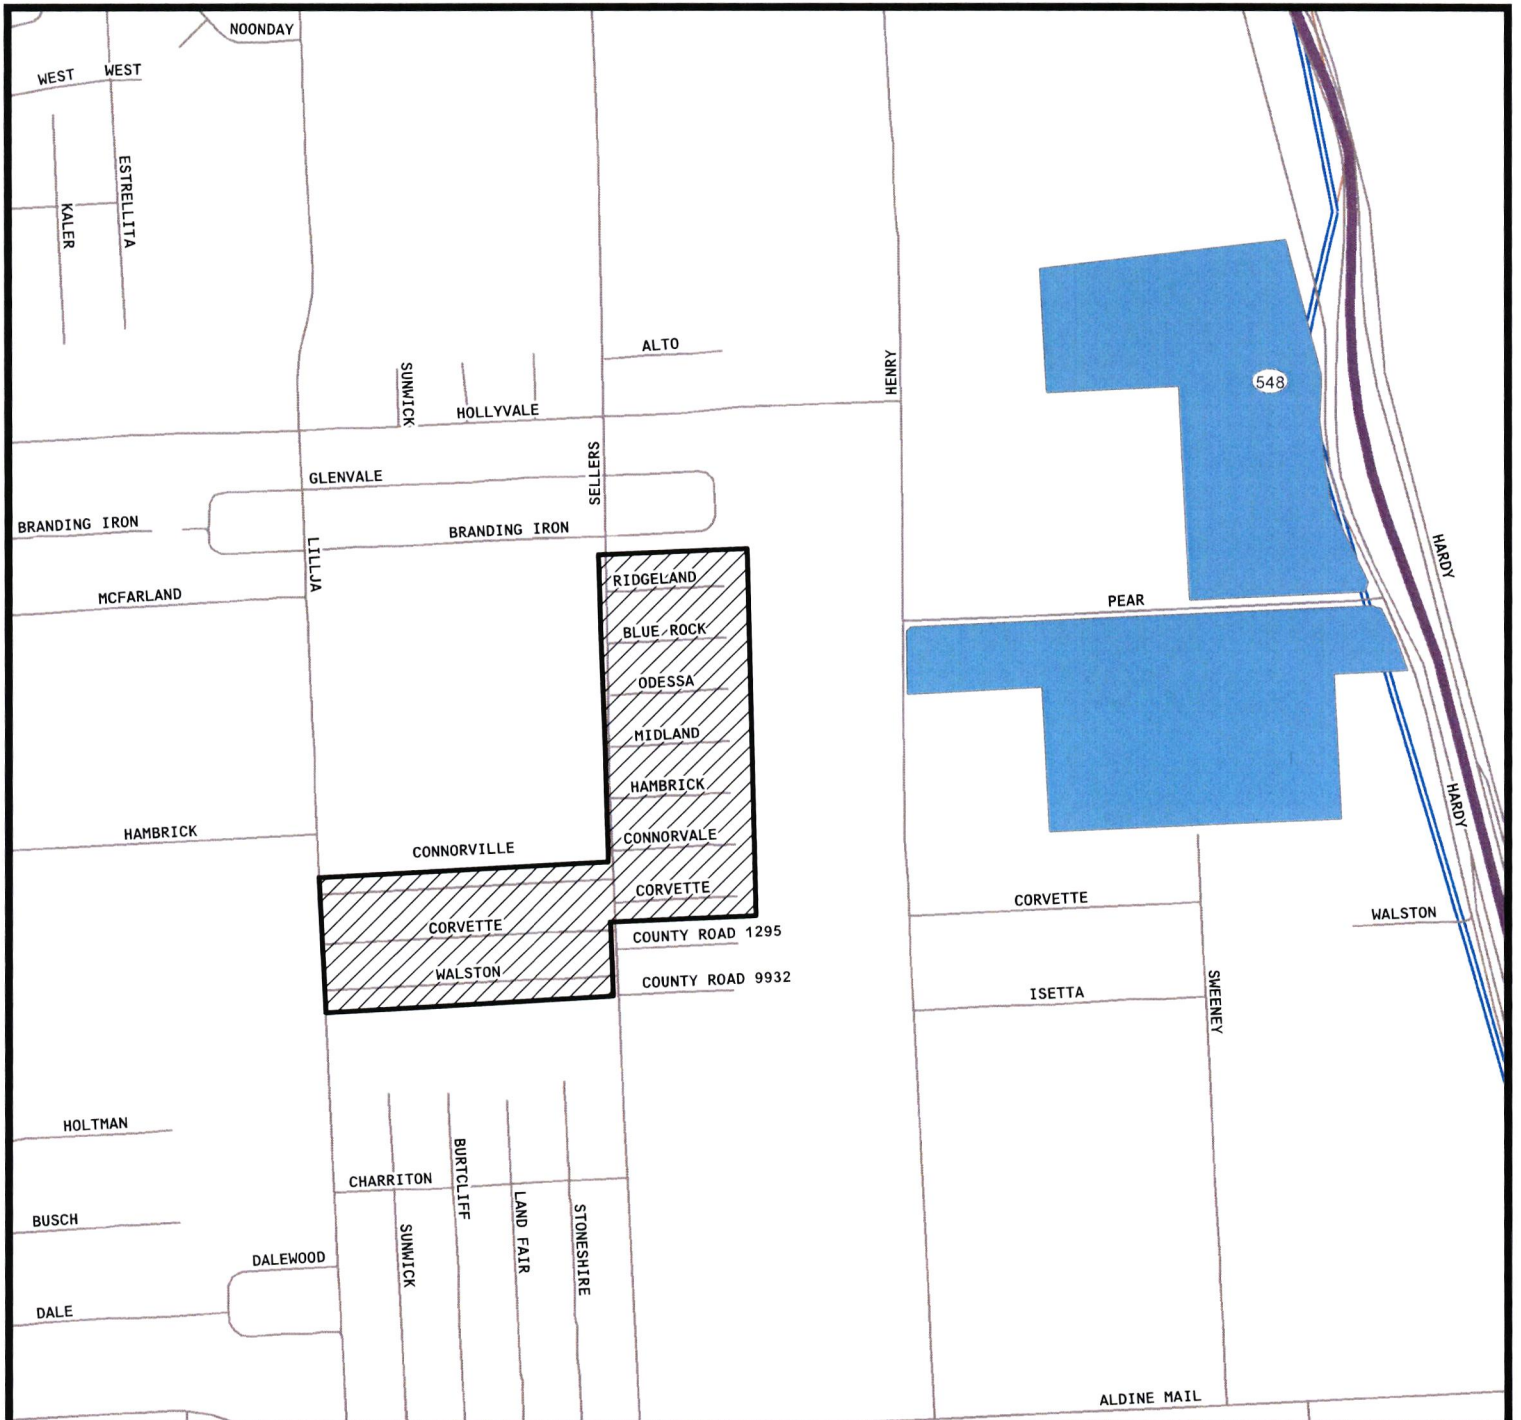 NOONDAY
WEST
WEST
ESTRELLITA
KALER
ALTO
HENRY
SUNWICK
HOLLYVALE
548
SELLERS
GLENVALE
BRANDING IRON
BRANDING IRON
LILLJA
HARDY
MCFARLAND
RIDGELAND
PEAR
BLUE ROCK
ODESSA
MIDLAND
HAMBRICK
HARDY
HAMBRICK
CONNORVALE
CONNORVILLE
CORVETTE
CORVETTE
WALSTON
CORVETTE
COUNTY ROAD 1295
WALSTON
COUNTY ROAD 9932
ISETTA
SWEENEY
HOLTMAN
BURTCLIFF
CHARRITON
LAND FAIR
STONESHIRE
BUSCH
SUNWICK
DALEWOOD
DALE
ALDINE MAIL